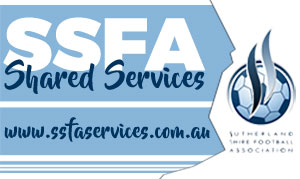 SSFA
Shared Services
www.ssfaservices.com.au
SUTHERLAND
SHIRE FOOTBALL
ASSOCIATION